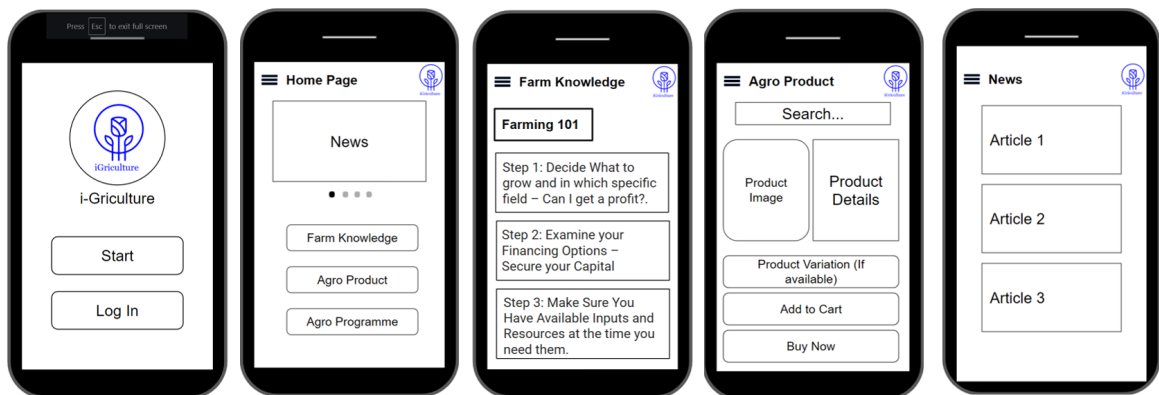 Press Esc to exit full screen
iGriculture
i-Griculture
Start
Log In
Home Page
iGriculture
News
Farm Knowledge
Agro Product
Agro Programme
Farm Knowledge
iGriculture
Farming 101
Step 1: Decide What to
grow and in which specific
field – Can I get a profit?.
Step 2: Examine your
Financing Options –
Secure your Capital
Step 3: Make Sure You
Have Available Inputs and
Resources at the time you
need them.
Agro Product
iGriculture
Search...
Product
Image
Product
Details
Product Variation (If
available)
Add to Cart
Buy Now
News
iGriculture
Article 1
Article 2
Article 3